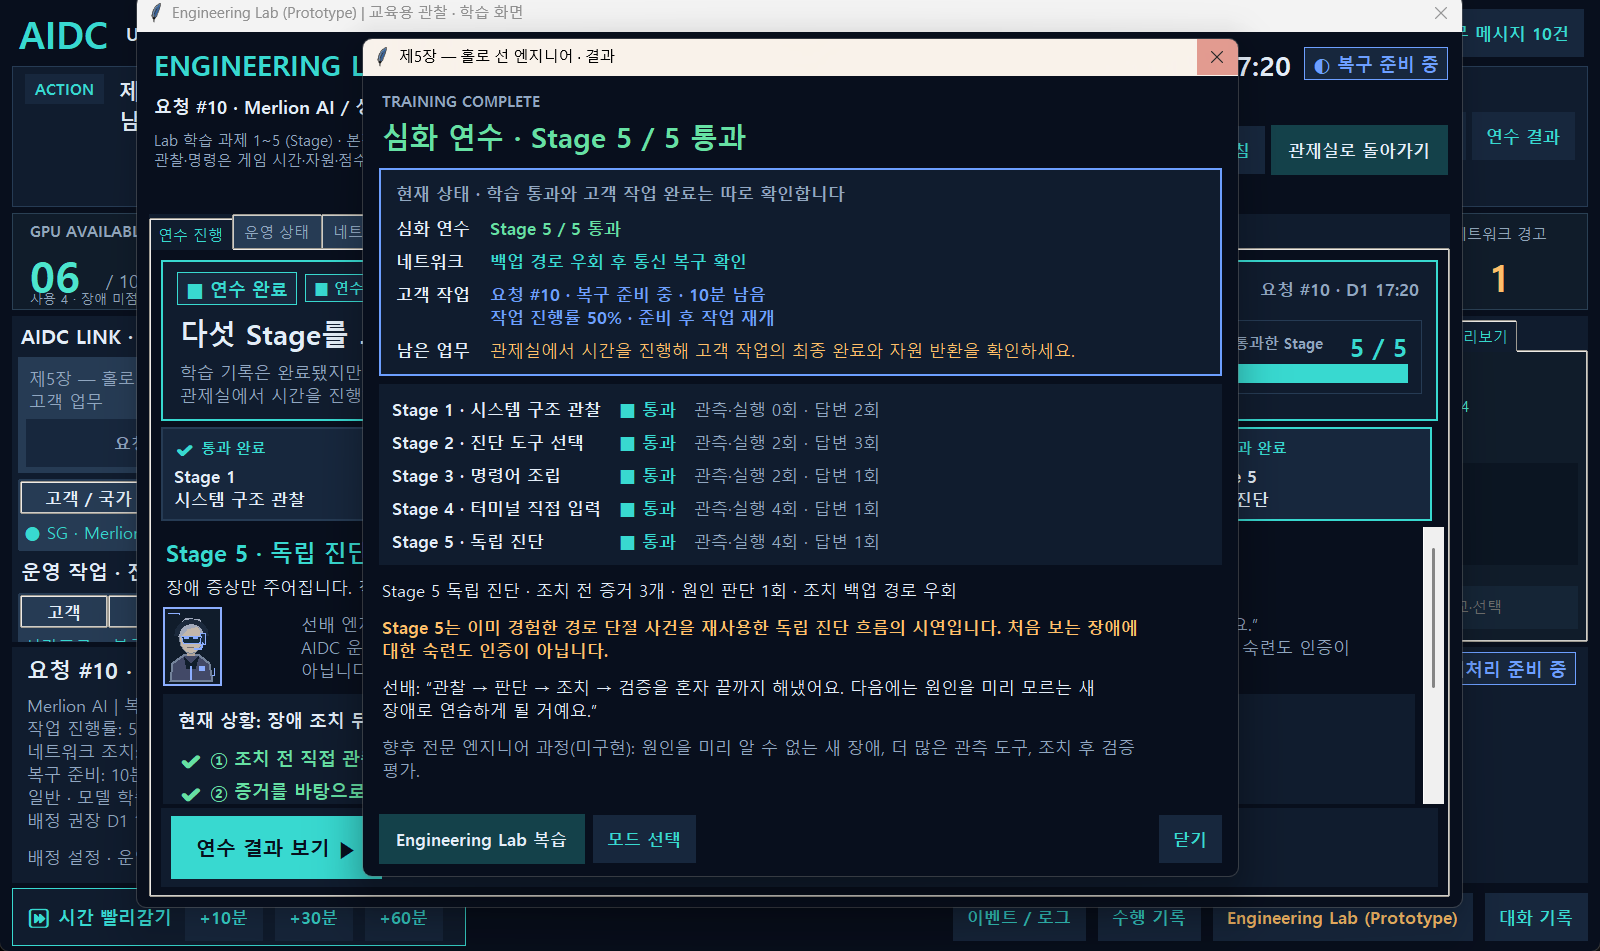 Engineering Lab (Prototype) | 교육용 관찰 · 학습 화면
AIDC
메시지 10건
제5장 — 홀로 선 엔지니어 · 결과
ENGINEERING
7:20
◐ 복구 준비 중
ACTION
요청 #10 · Merlion AI /
Lab 학습 과제 1~5 (Stage) ·
관찰·명령은 게임 시간·자원·점수
관제실로 돌아가기
연수 결과
TRAINING COMPLETE
심화 연수 · Stage 5 / 5 통과
현재 상태 · 학습 통과와 고객 작업 완료는 따로 확인합니다
심화 연수 Stage 5 / 5 통과
네트워크 백업 경로 우회 후 통신 복구 확인
고객 작업 요청 #10 · 복구 준비 중 · 10분 남음
작업 진행률 50% · 준비 후 작업 재개
남은 업무 관제실에서 시간을 진행해 고객 작업의 최종 완료와 자원 반환을 확인하세요.
Stage 1 · 시스템 구조 관찰 ■ 통과 관측·실행 0회 · 답변 2회
Stage 2 · 진단 도구 선택 ■ 통과 관측·실행 2회 · 답변 3회
Stage 3 · 명령어 조립 ■ 통과 관측·실행 2회 · 답변 1회
Stage 4 · 터미널 직접 입력 ■ 통과 관측·실행 4회 · 답변 1회
Stage 5 · 독립 진단 ■ 통과 관측·실행 4회 · 답변 1회
Stage 5 독립 진단 · 조치 전 증거 3개 · 원인 판단 1회 · 조치 백업 경로 우회
Stage 5는 이미 경험한 경로 단절 사건을 재사용한 독립 진단 흐름의 시연입니다. 처음 보는 장애에
대한 숙련도 인증이 아닙니다.
선배: “관찰 → 판단 → 조치 → 검증을 혼자 끝까지 해냈어요. 다음에는 원인을 미리 모르는 새
장애로 연습하게 될 거예요.”
향후 전문 엔지니어 과정(미구현): 원인을 미리 알 수 없는 새 장애, 더 많은 관측 도구, 조치 후 검증
평가.
Engineering Lab 복습
모드 선택
닫기
연수 진행
운영 상태
GPU AVAILABL
06 / 10
사용 4 · 장애
네트워크 경고
1
■ 연수 완료
■ 연수
다섯 Stage를
학습 기록은 완료됐지만
관제실에서 시간을 진행
요청 #10 · D1 17:20
통과한 Stage 5 / 5
AIDC LINK ·
제5장 — 홀로
고객 업무
✔ 통과 완료
Stage 1
시스템 구조 관찰
완료
5
진단
고객 / 국가
SG · Merlion
운영 작업 ·
고객
Stage 5 · 독립 진단
장애 증상만 주어집니다.
선배
AIDC
아닙니다
숙련도 인증이
현재 상황: 장애 조치
✔ ① 조치 전 직접
✔ ② 증거를 바탕으로
연수 결과 보기 ▶
요청 #10 ·
Merlion AI |
작업 진행률:
네트워크 조치
복구 준비: 10분
일반 · 모델
배정 권장 D1
배정 설정 ·
처리 준비 중
시간 빨리감기
+10분
+30분
+60분
이벤트 / 로그
수행 기록
Engineering Lab (Prototype)
대화 기록